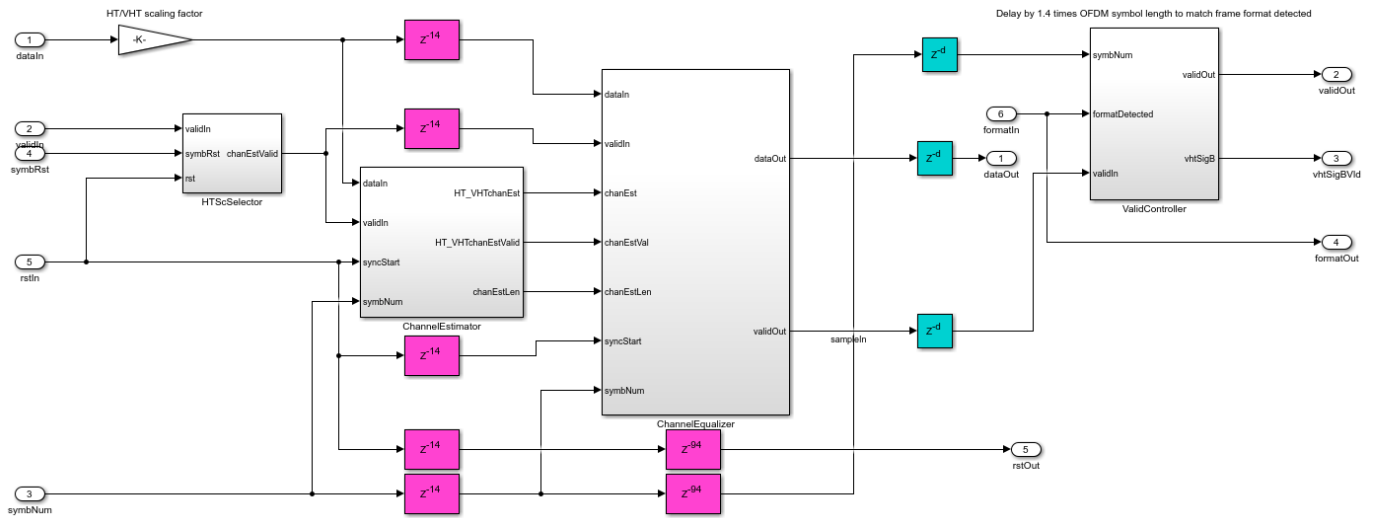 HT/VHT scaling factor
Delay by 1.4 times OFDM symbol length to match frame format detected
1
dataIn
-K-
z-14
z-d
symbNum
validOut
2
validOut
dataIn
2
validIn
4
symbRst
validIn
symbRst
rst
chanEstValid
HTScSelector
z-14
validIn
6
formatIn
formatDetected
dataOut
z-d
1
dataOut
vhtSigB
3
vhtSigBVld
validIn
ValidController
dataIn
validIn
syncStart
symbNum
HT_VHTchanEst
HT_VHTchanEstValid
chanEstLen
ChannelEstimator
chanEst
chanEstVal
chanEstLen
syncStart
symbNum
validOut
ChannelEqualizer
4
formatOut
5
rstIn
sampleIn
z-d
z-14
z-14
z-94
5
rstOut
3
symbNum
z-14
z-94